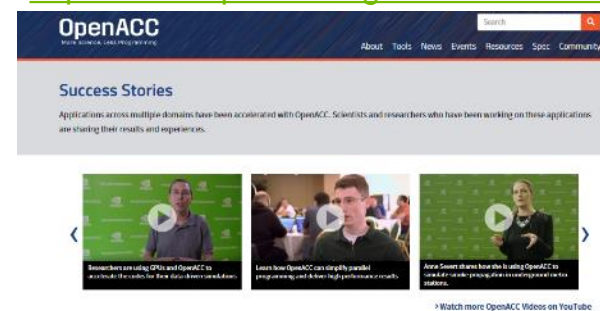 OpenACC
More Science, Less Programming
Search
About Tools News Events Resources Spec Community
Success Stories
Applications across multiple domains have been accelerated with OpenACC. Scientists and researchers who have been working on these applications
are sharing their results and experiences.
Researchers are using GPUs and OpenACC to
accelerate the codes for their data driven simulations
Learn how OpenACC can simplify parallel
programming and deliver high performance results
Anna Sewart shares how she is using OpenACC to
simulate smoke propagation in underground metro
stations.
> Watch more OpenACC Videos on YouTube